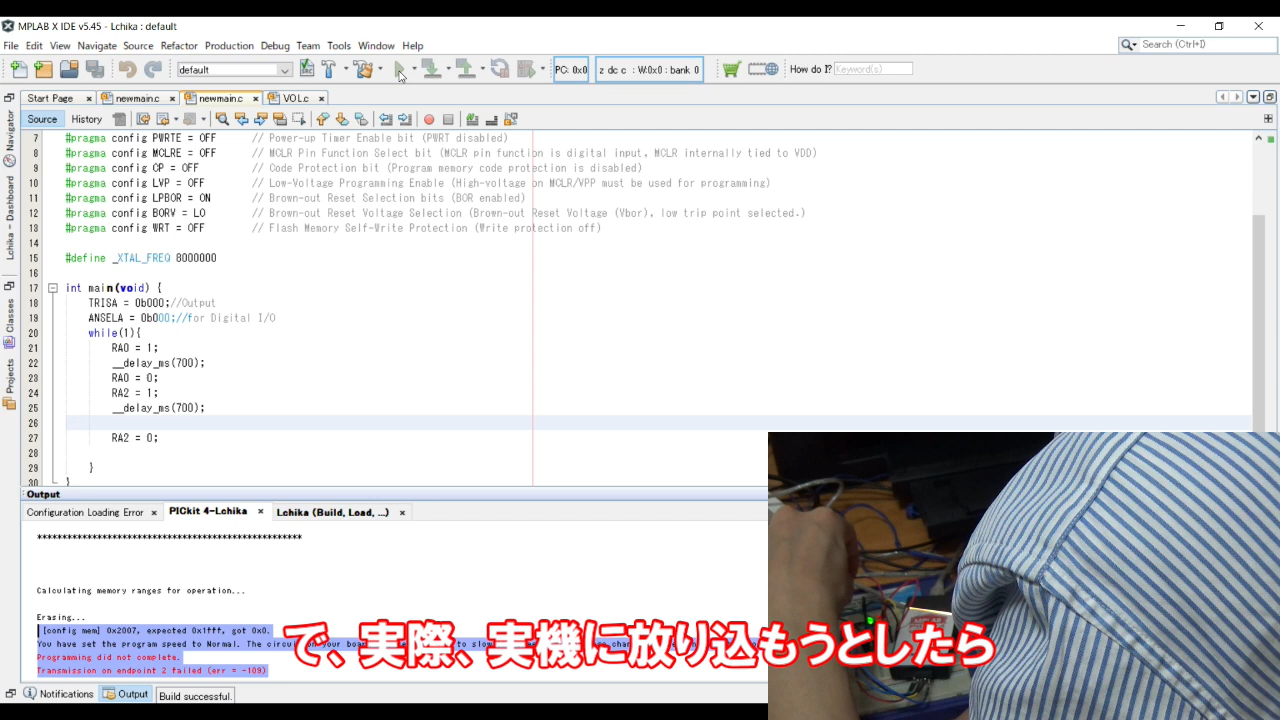 MPLAB X IDE v5.45 - Lchika : default
File Edit View Navigate Source Refactor Production Debug Team Tools Window Help
Search (Ctrl+I)
default
PC: 0x0
z dc c : W:0x0 : bank 0
How do I?
Keyword(s)
Start Page
newmain.c
newmain.c
VOL.c
Source History
Navigator
Lchika - Dashboard
Classes
Projects
7 #pragma config PWRTE = OFF // Power-up Timer Enable bit (PWRT disabled)
8 #pragma config MCLRE = OFF // MCLR Pin Function Select bit (MCLR pin function is digital input, MCLR internally tied to VDD)
9 #pragma config CP = OFF // Code Protection bit (Program memory code protection is disabled)
10 #pragma config LVP = OFF // Low-Voltage Programming Enable (High-voltage on MCLR/VPP must be used for programming)
11 #pragma config LPBOR = ON // Brown-out Reset Selection bits (BOR enabled)
12 #pragma config BORV = LO // Brown-out Reset Voltage Selection (Brown-out Reset Voltage (Vbor), low trip point selected.)
13 #pragma config WRT = OFF // Flash Memory Self-Write Protection (Write protection off)
14
15 #define _XTAL_FREQ 8000000
16
17 int main(void) {
18 TRISA = 0b000;//Output
19 ANSELA = 0b000;//for Digital I/O
20 while(1){
21 RA0 = 1;
22 __delay_ms(700);
23 RA0 = 0;
24 RA2 = 1;
25 __delay_ms(700);
26
27 RA2 = 0;
28
29 }
30 }
Output
Configuration Loading Error
PICkit 4-Lchika
Lchika (Build, Load, ...)
******************************************************
Calculating memory ranges for operation...
Erasing...
[config mem] 0x2007, expected 0x1fff, got 0x0.
You have set the program speed to Normal. The circuit on your board
Programming did not complete.
Transmission on endpoint 2 failed (err = -109)
で、実際、実機に放り込もうとしたら
MPLAB
Notifications
Output
Build successful.